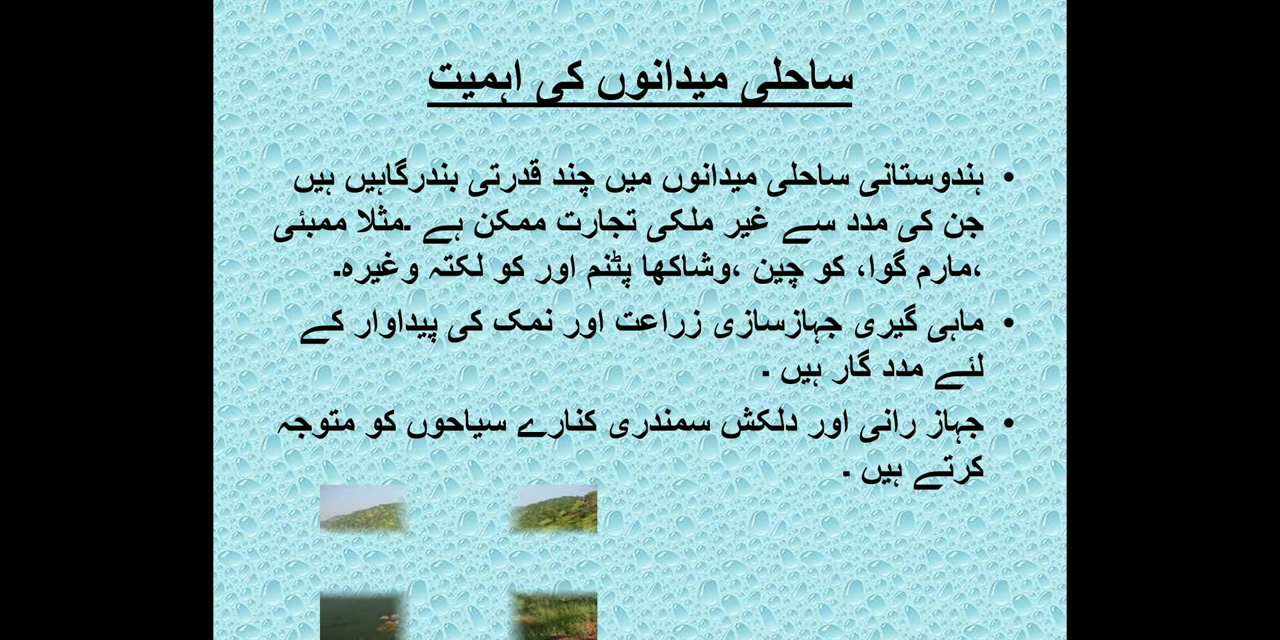 ساحلی میدانوں کی اہمیت
• ہندوستانی ساحلی میدانوں میں چند قدرتی بندرگاہیں ہیں
جن کی مدد سے غیر ملکی تجارت ممکن ہے ۔مثلا ممبئی
،مارم گوا، کو چین ،وشاکھا پٹنم اور کو لکتہ وغیرہ۔
• ماہی گیری جہازسازی زراعت اور نمک کی پیداوار کے
لئے مدد گار ہیں ۔
• جہاز رانی اور دلکش سمندری کنارے سیاحوں کو متوجہ
کرتے ہیں ۔